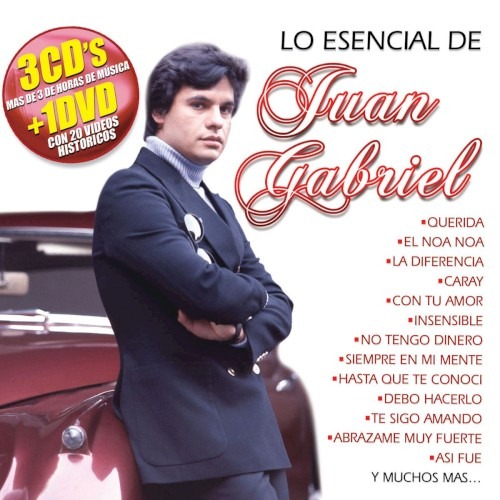 3CD's
MAS DE 3 DE HORAS DE MÚSICA
+1DVD
CON 20 VIDEOS
HISTORICOS
LO ESENCIAL DE
Juan
Gabriel
▪QUERIDA
▪EL NOA NOA
▪LA DIFERENCIA
▪CARAY
▪CON TU AMOR
▪INSENSIBLE
▪NO TENGO DINERO
▪SIEMPRE EN MI MENTE
▪HASTA QUE TE CONOCI
▪DEBO HACERLO
▪TE SIGO AMANDO
▪ABRAZAME MUY FUERTE
▪ASI FUE
Y MUCHOS MAS...